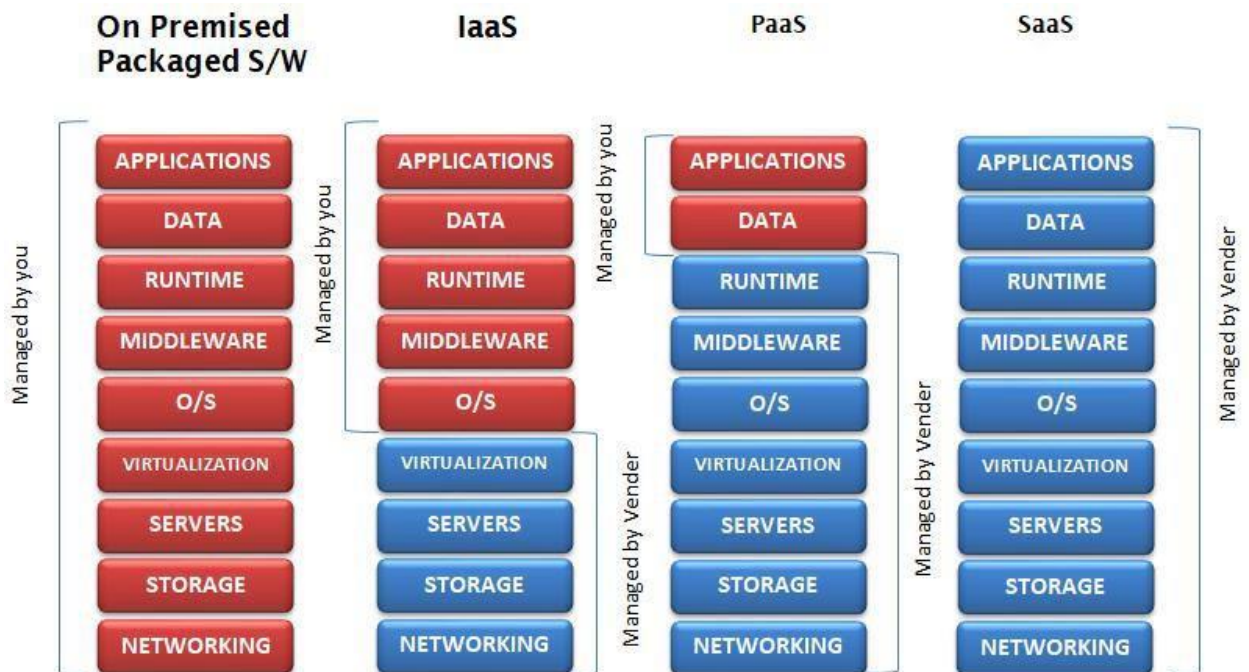 On Premised
Packaged S/W
Managed by you
APPLICATIONS
DATA
RUNTIME
MIDDLEWARE
O/S
VIRTUALIZATION
SERVERS
STORAGE
NETWORKING
IaaS
Managed by you
APPLICATIONS
DATA
RUNTIME
MIDDLEWARE
O/S
VIRTUALIZATION
SERVERS
STORAGE
NETWORKING
Managed by Vender
PaaS
Managed by you
APPLICATIONS
DATA
RUNTIME
MIDDLEWARE
O/S
VIRTUALIZATION
SERVERS
STORAGE
NETWORKING
Managed by Vender
SaaS
APPLICATIONS
DATA
RUNTIME
MIDDLEWARE
O/S
VIRTUALIZATION
SERVERS
STORAGE
NETWORKING
Managed by Vender